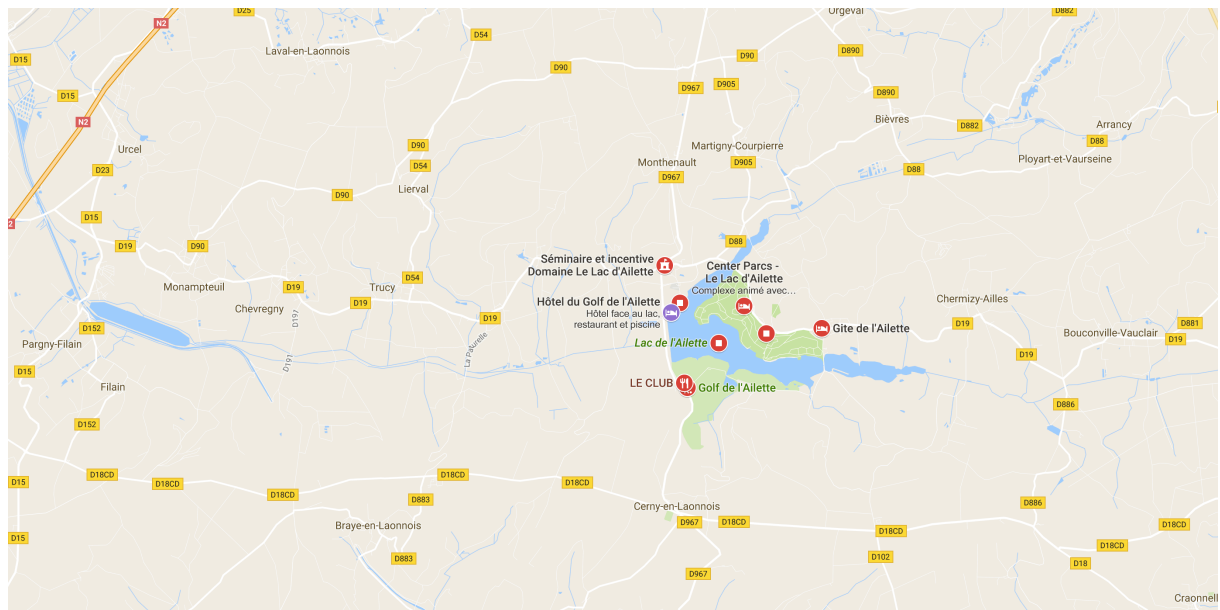 D25
N2
Orgeval
D882
D54
Laval-en-Laonnois
D890
D90
D15
D90
D967
D905
D890
D15
N2
Bièvres
D882
Arrancy
D88
Urcel
D90
Martigny-Courpierre
Monthenault
D905
Ployart-et-Vaurseine
D54
D23
D88
D967
Lierval
D90
D15
2
D19
D90
D88
Séminaire et incentive
Domaine Le Lac d'Ailette
Center Parcs -
Le Lac d'Ailette
Complexe animé avec...
D54
Monampteuil
D19
Trucy
Chevregny
D19
D191
Hôtel du Golf de l'Ailette
Hôtel face au lac,
restaurant et piscine
Chermizy-Ailles
D19
D152
D19
Gite de l'Ailette
D881
Bouconville-Vauclair
D19
Pargny-Filain
La Paturelle
Lac de l'Ailette
D19
D191
D15
Filain
LE CLUB
Golf de l'Ailette
D886
D152
D18CD
D18CD
D15
D18CD
D18CD
D18CD
D883
D886
Cerny-en-Laonnois
Braye-en-Laonnois
D967
D18CD
D18CD
D18CD
D15
D18CD
D883
D102
D18
D967
Craonnell